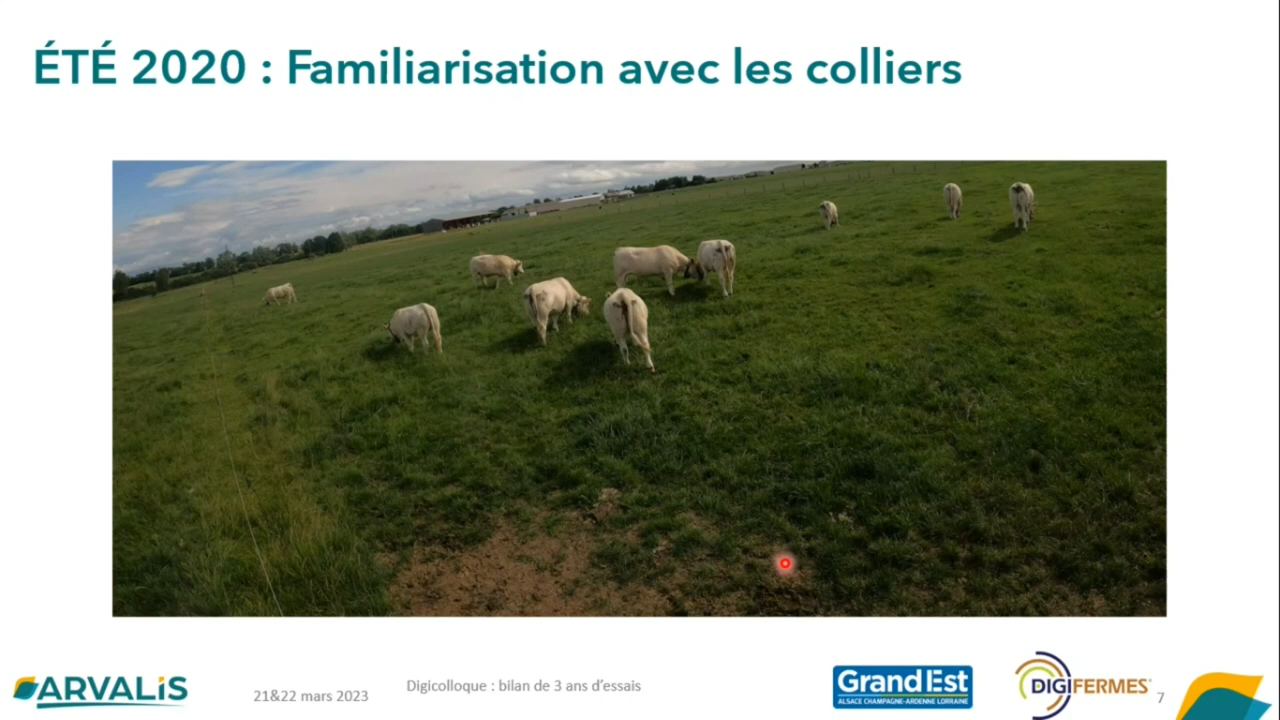 ÉTÉ 2020 : Familiarisation avec les colliers
ARVALIS
21&22 mars 2023
Digicolloque : bilan de 3 ans d'essais
Grand Est
ALSACE CHAMPAGNE-ARDENNE LORRAINE
DIGIFERMES
7